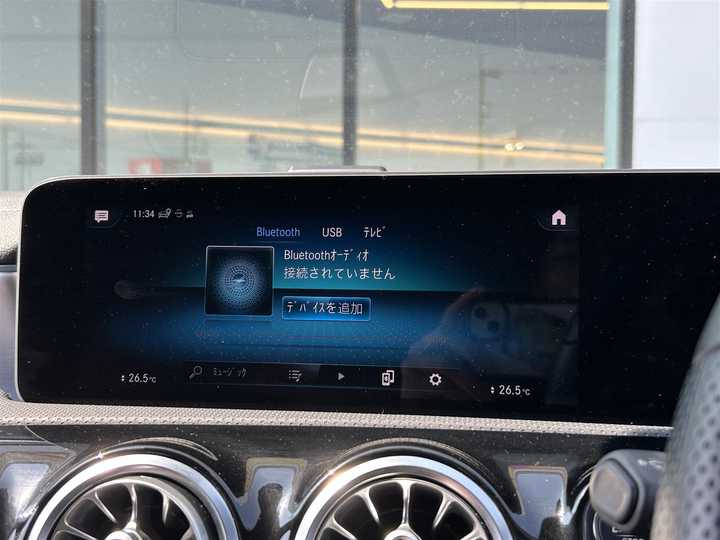 11:34
Bluetooth USB ﾃﾚﾋﾞ
Bluetoothｵｰﾃﾞｨｵ
接続されていません
ﾃﾞﾊﾞｲｽを追加
ﾐｭｰｼﾞｯｸ
26.5°C
26.5°C